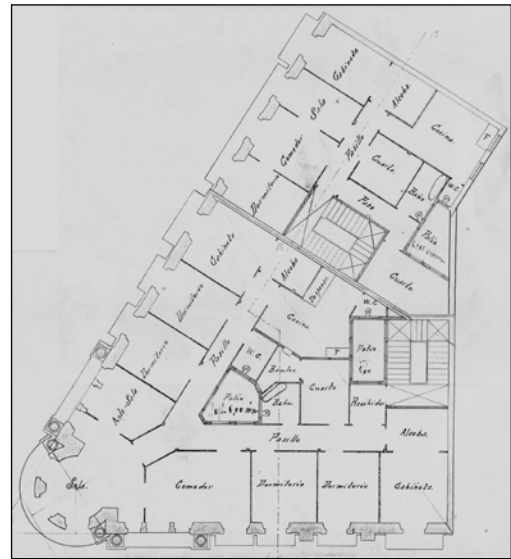 Gabinete
Sala
Alcoba
Cocina
F
Comedor
Pasillo
Cuarto
Baño
W.C.
Dormitorio
Paso
Patio
Gabinete
Alcoba
Despensa
Cuarto
Dormitorio
Cocina
W.C.
Pasillo
Patio
Dormitorio
W.C.
F
Ante-Sala
Patio
Baño
Cuarto
Recibidor
Pasillo
Alcoba
Sala
Comedor
Dormitorio
Dormitorio
Gabinete